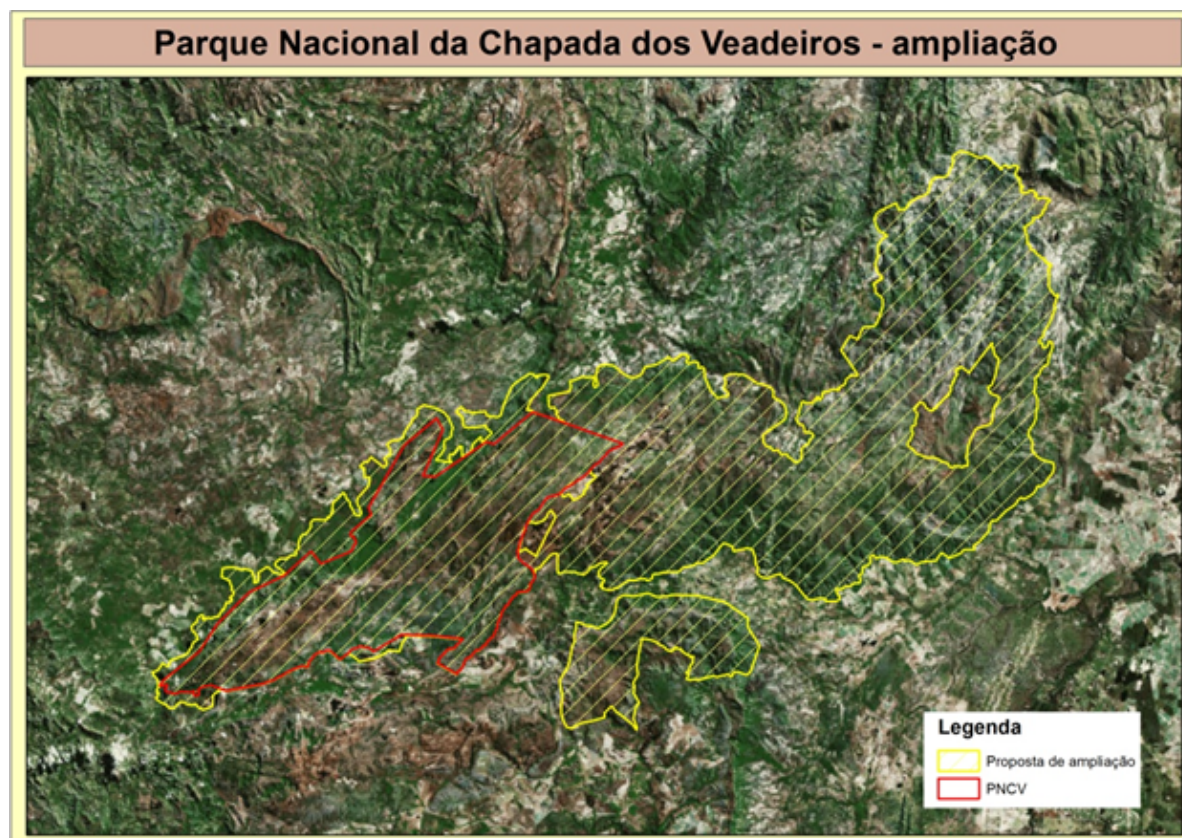 Parque Nacional da Chapada dos Veadeiros - ampliação
Legenda
Proposta de ampliação
PNCV